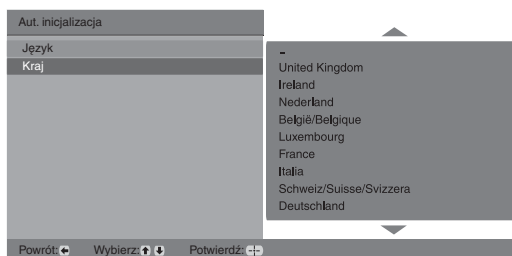 Aut. inicjalizacja
Język
Kraj
-
United Kingdom
Ireland
Nederland
België/Belgique
Luxembourg
France
Italia
Schweiz/Suisse/Svizzera
Deutschland
Powrót: Wybierz: Potwierdź: